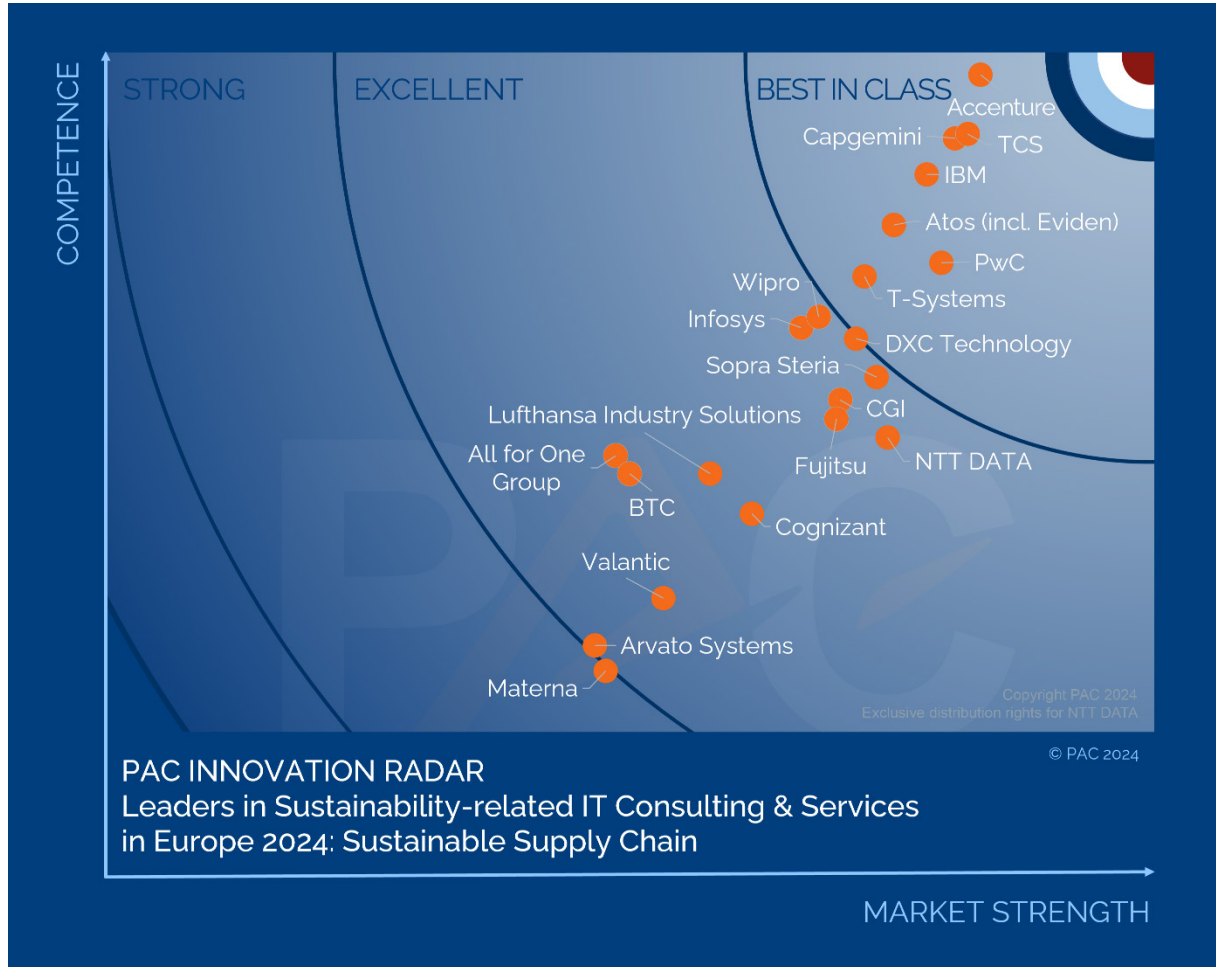 COMPETENCE
STRONG
EXCELLENT
BEST IN CLASS
Accenture
Capgemini
TCS
IBM
Atos (incl. Eviden)
PwC
Wipro
T-Systems
Infosys
DXC Technology
Sopra Steria
CGI
Lufthansa Industry Solutions
All for One
Group
Fujitsu
NTT DATA
BTC
Cognizant
Valantic
Arvato Systems
Materna
PAC
Copyright PAC 2024
Exclusive distribution rights for NTT DATA
© PAC 2024
PAC INNOVATION RADAR
Leaders in Sustainability-related IT Consulting & Services
in Europe 2024: Sustainable Supply Chain
MARKET STRENGTH